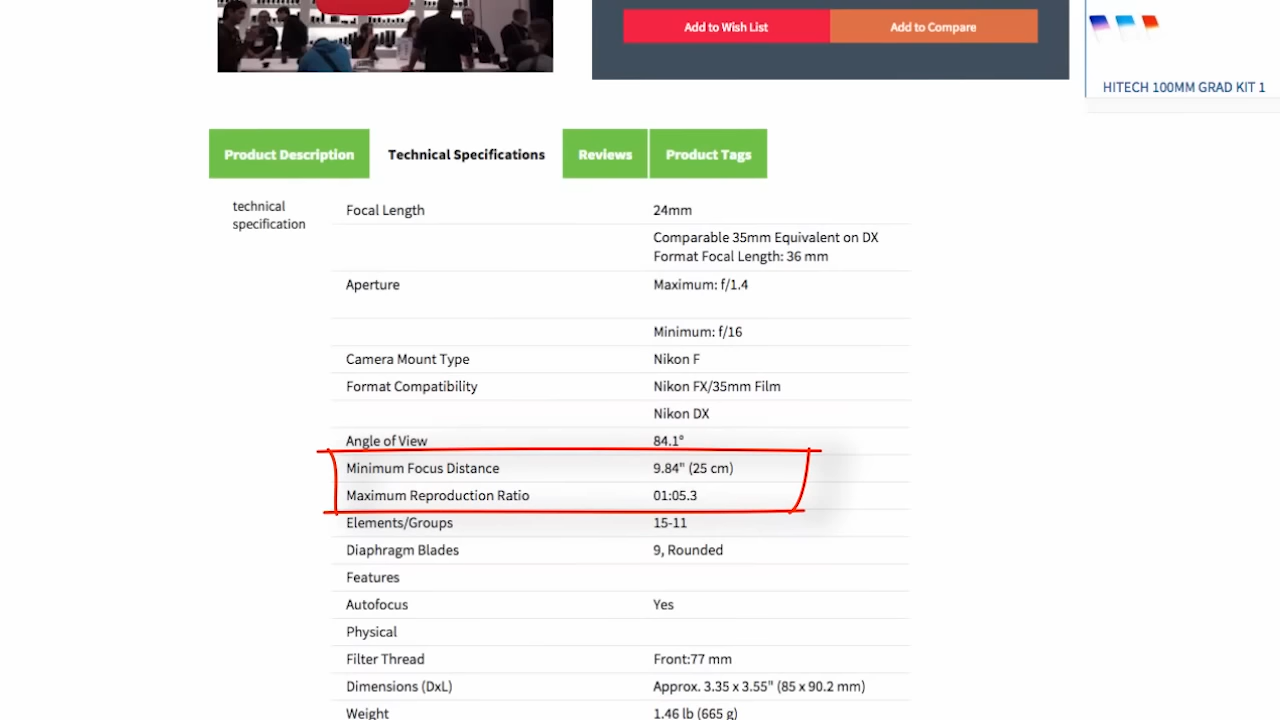 Add to Wish List
Add to Compare
HITECH 100MM GRAD KIT 1
Product Description
Technical Specifications
Reviews
Product Tags
technical
specification
Focal Length 24mm
Comparable 35mm Equivalent on DX
Format Focal Length: 36 mm
Aperture Maximum: f/1.4
Minimum: f/16
Camera Mount Type Nikon F
Format Compatibility Nikon FX/35mm Film
Nikon DX
Angle of View 84.1°
Minimum Focus Distance 9.84" (25 cm)
Maximum Reproduction Ratio 01:05.3
Elements/Groups 15-11
Diaphragm Blades 9, Rounded
Features
Autofocus Yes
Physical
Filter Thread Front:77 mm
Dimensions (DxL) Approx. 3.35 x 3.55" (85 x 90.2 mm)
Weight 1.46 lb (665 g)